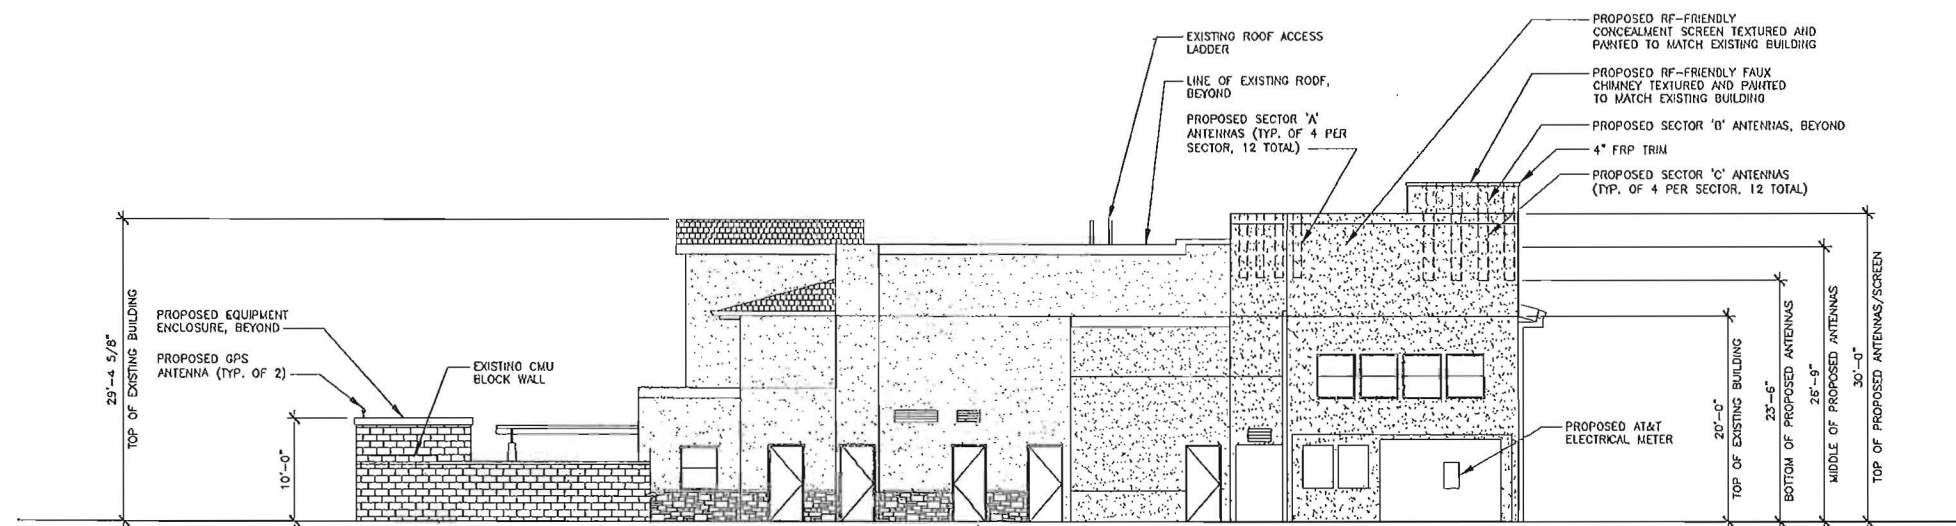 EXISTING ROOF ACCESS
LADDER
LINE OF EXISTING ROOF,
BEYOND
PROPOSED SECTOR 'A'
ANTENNAS (TYP. OF 4 PER
SECTOR, 12 TOTAL)
PROPOSED RF-FRIENDLY
CONCEALMENT SCREEN TEXTURED AND
PAINTED TO MATCH EXISTING BUILDING
PROPOSED RF-FRIENDLY FAUX
CHIMNEY TEXTURED AND PAINTED
TO MATCH EXISTING BUILDING
PROPOSED SECTOR 'B' ANTENNAS, BEYOND
4" FRP TRIM
PROPOSED SECTOR 'C' ANTENNAS
(TYP. OF 4 PER SECTOR, 12 TOTAL)
29'-4 5/8"
TOP OF EXISTING BUILDING
PROPOSED EQUIPMENT
ENCLOSURE, BEYOND
PROPOSED GPS
ANTENNA (TYP. OF 2)
EXISTING CMU
BLOCK WALL
10'-0"
PROPOSED AT&T
ELECTRICAL METER
20'-0"
TOP OF EXISTING BUILDING
23'-6"
BOTTOM OF PROPOSED ANTENNAS
26'-9"
MIDDLE OF PROPOSED ANTENNAS
30'-0"
TOP OF PROPOSED ANTENNAS/SCREEN